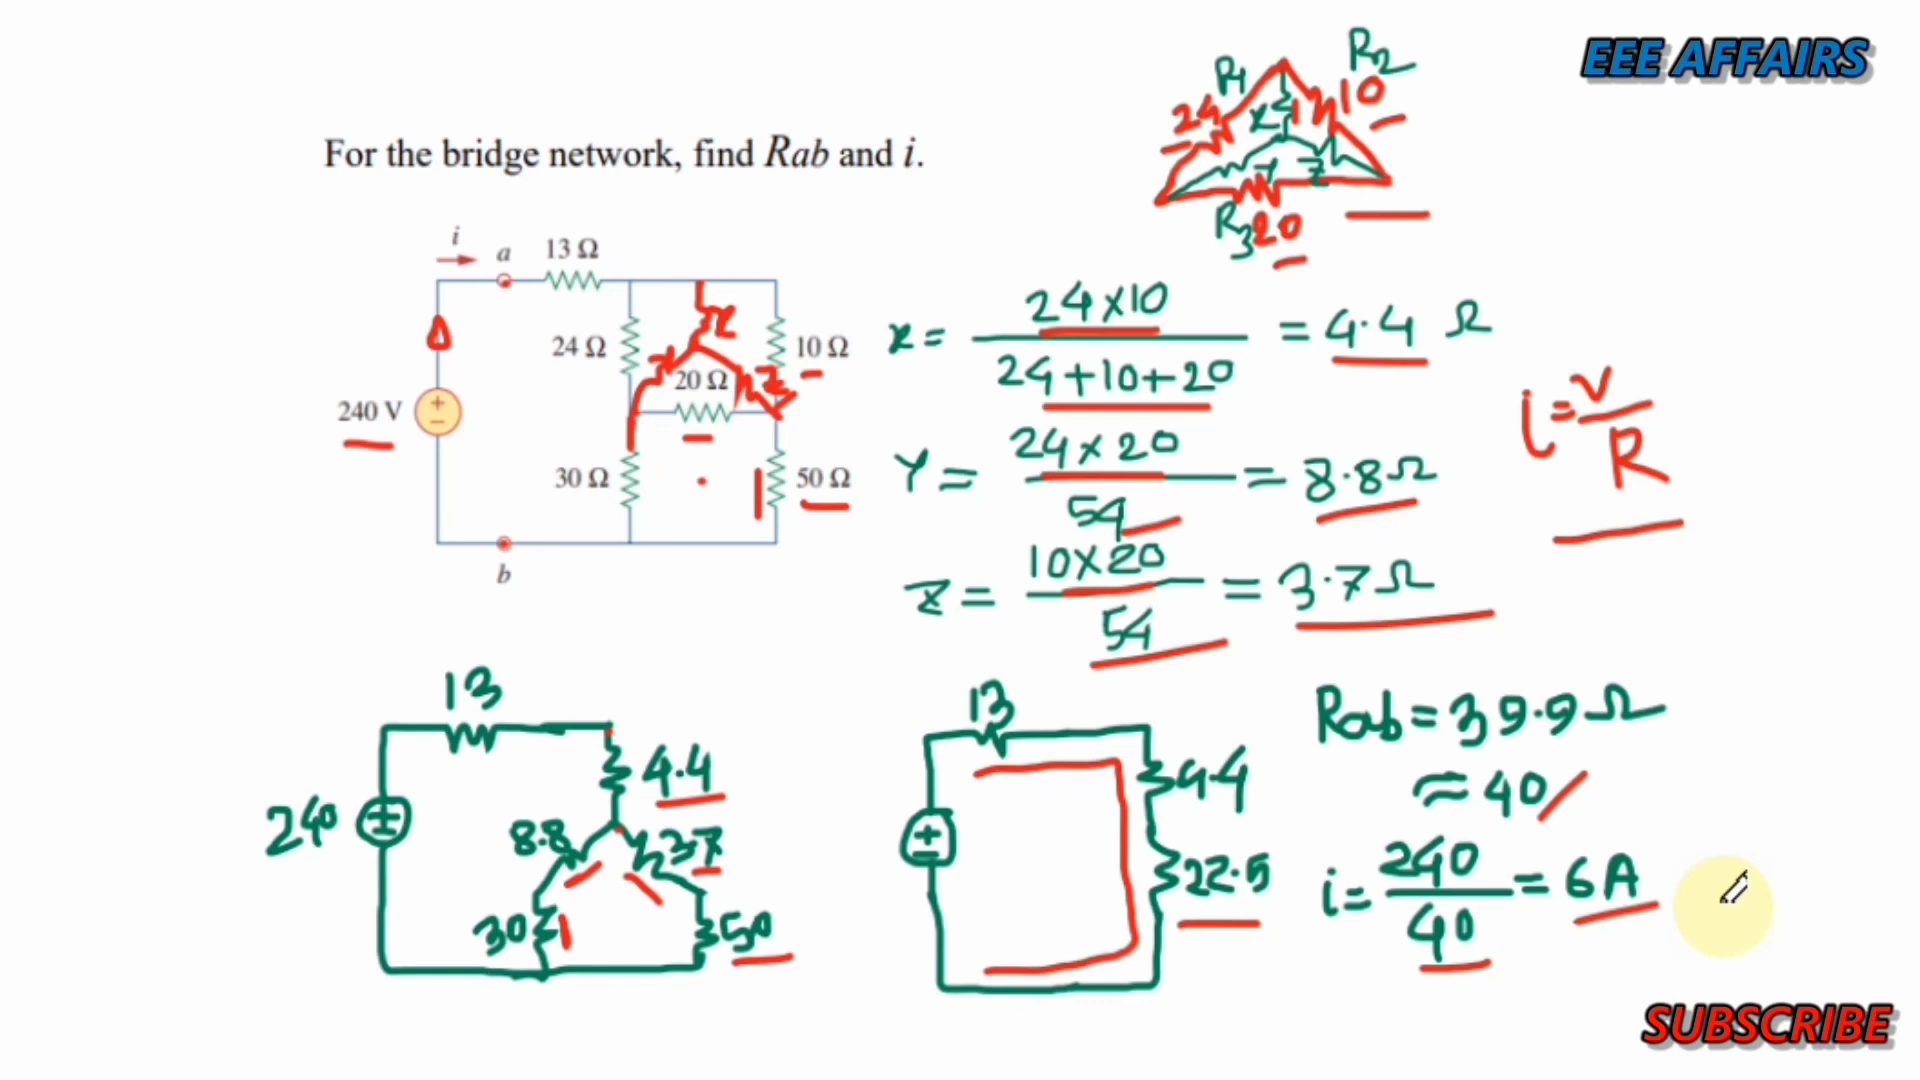 EEE AFFAIRS
For the bridge network, find Rab and i.
R1
R2
24
10
x
Y
Z
R3
20
i
a
13 Ω
24 Ω
x
10 Ω
Y
20 Ω
Z
240 V
30 Ω
50 Ω
b
x = 24×10 / 24+10+20 = 4.4 Ω
Y = 24×20 / 54 = 8.8Ω
Z = 10×20 / 54 = 3.7Ω
i = V / R
13
240
4.4
8.8
3.7
30
50
13
4.4
22.5
Rab = 39.9 Ω
≈ 40
i = 240 / 40 = 6A
SUBSCRIBE